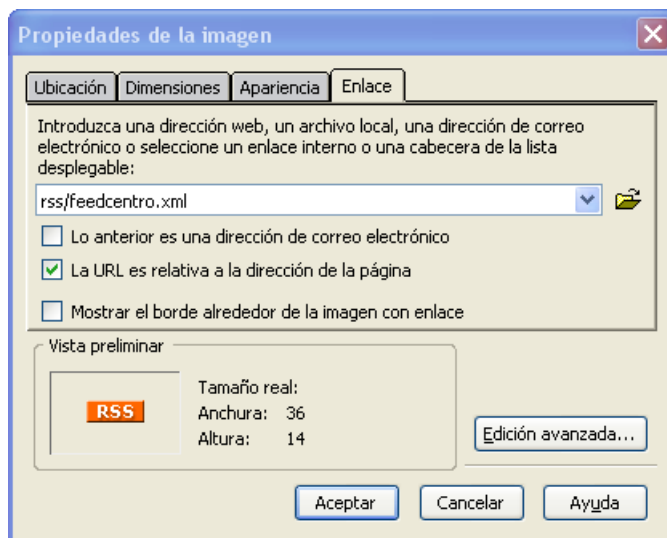 Propiedades de la imagen
Ubicación Dimensiones Apariencia Enlace
Introduzca una dirección web, un archivo local, una dirección de correo
electrónico o seleccione un enlace interno o una cabecera de la lista
desplegable:
rss/feedcentro.xml
Lo anterior es una dirección de correo electrónico
La URL es relativa a la dirección de la página
Mostrar el borde alrededor de la imagen con enlace
Vista preliminar
RSS
Tamaño real:
Anchura: 36
Altura: 14
Edición avanzada...
Aceptar Cancelar Ayuda